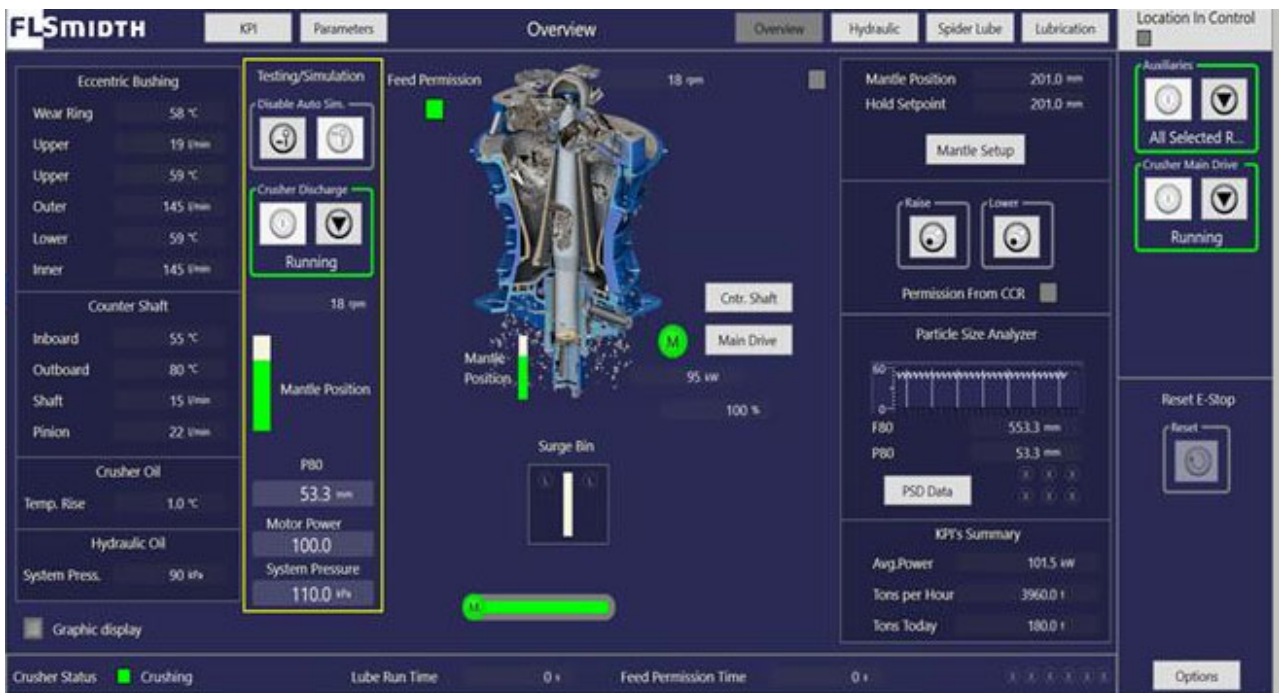 FLSMIDTH
KPI
Parameters
Overview
Overview
Hydraulic
Spider Lube
Lubrication
Location In Control
Eccentric Bushing
Wear Ring 58 °C
Upper 19 l/min
Upper 59 °C
Outer 145 l/min
Lower 59 °C
Inner 145 l/min
Counter Shaft
Inboard 55 °C
Outboard 80 °C
Shaft 15 l/min
Pinion 22 l/min
Crusher Oil
Temp. Rise 1.0 °C
Hydraulic Oil
System Press. 90 kPa
Graphic display
Testing/Simulation
Disable Auto Sim.
Crusher Discharge
Running
18 rpm
Mantle Position
P80
53.3 mm
Motor Power
100.0
System Pressure
110.0 kPa
Feed Permission
18 rpm
Cntr. Shaft
M
Main Drive
Mantle
Position
95 kW
100 %
Surge Bin
L L
M
Mantle Position 201.0 mm
Hold Setpoint 201.0 mm
Mantle Setup
Raise
Lower
Permission From CCR
Particle Size Analyzer
60
0
F80 553.3 mm
P80 53.3 mm
X X X
PSD Data
X X X
KPI's Summary
Avg.Power 101.5 kW
Tons per Hour 3960.0 t
Tons Today 180.0 t
Auxiliaries
All Selected R...
Crusher Main Drive
Running
Reset E-Stop
Reset
Crusher Status
Crushing
Lube Run Time 0 s
Feed Permission Time 0 s
X X X X X X
Options